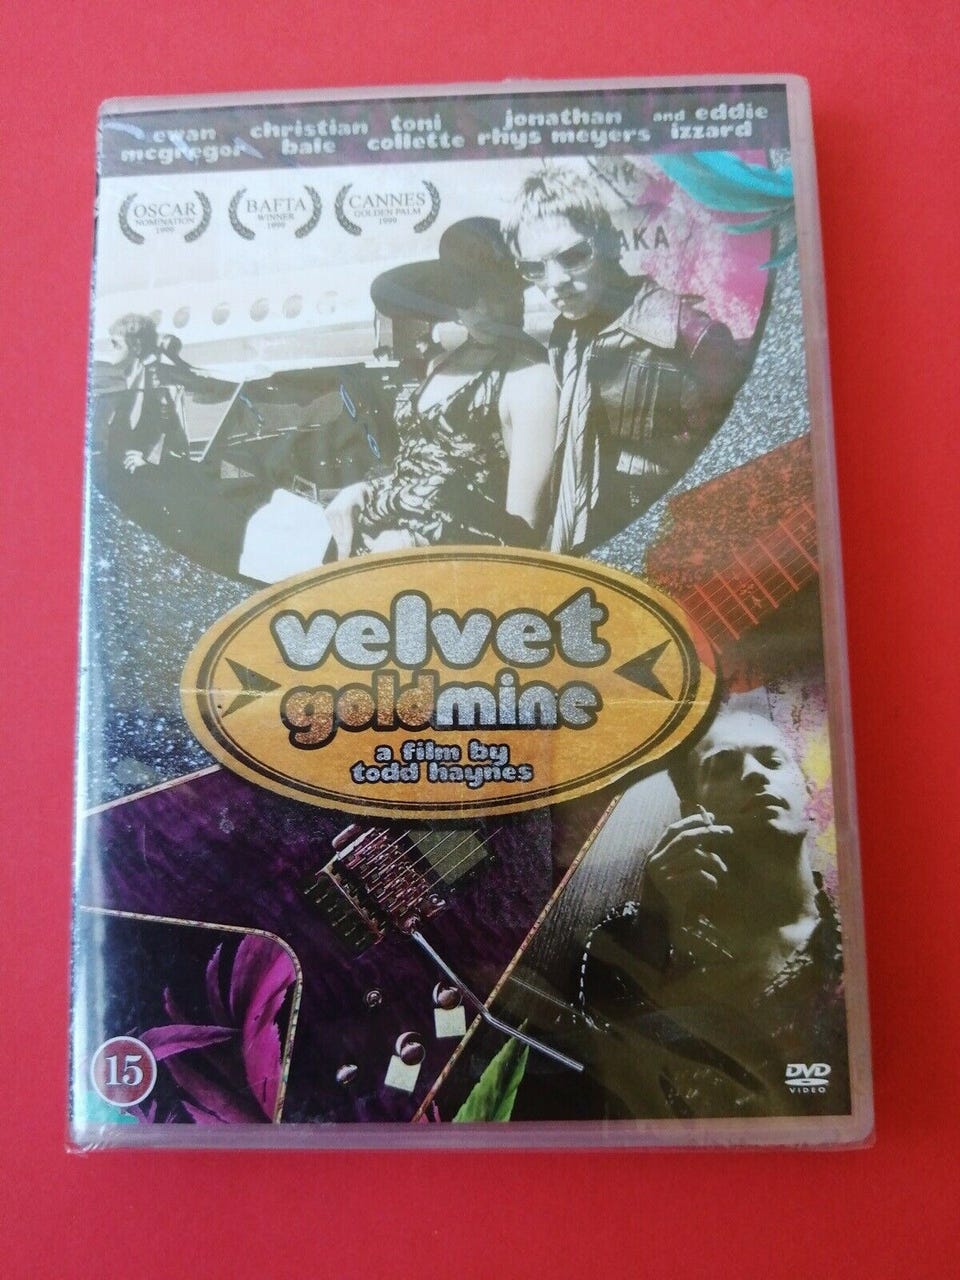 ewan christian toni jonathan and eddie
mcgregor bale collette rhys meyers izzard
OSCAR
NOMINATION
1999
BAFTA
WINNER
1999
CANNES
GOLDEN PALM
1999
AKA
velvet
goldmine
a film by
todd haynes
15
DVD
VIDEO